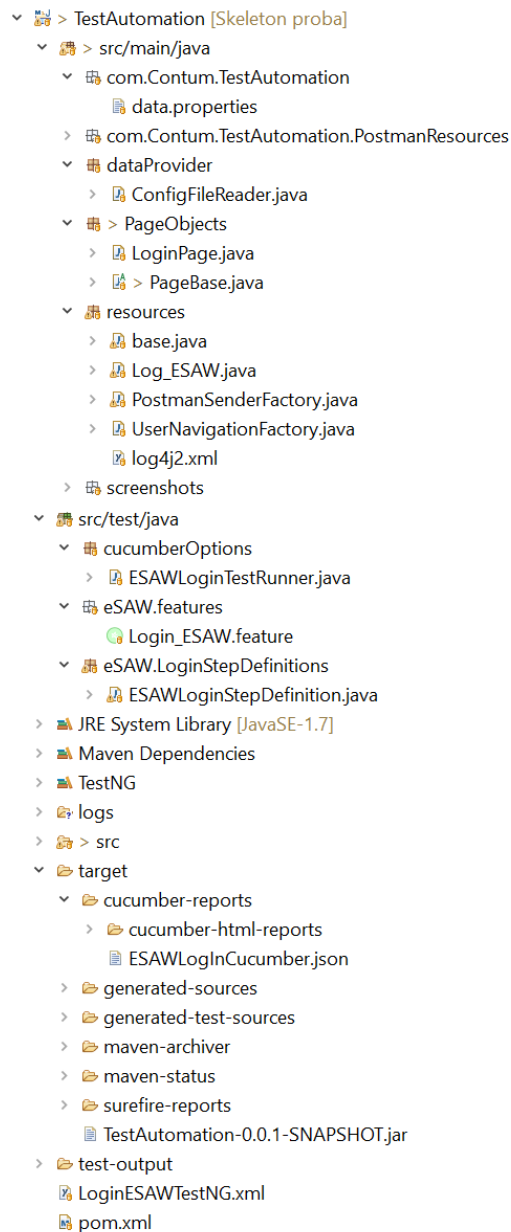 > TestAutomation [Skeleton proba]
> src/main/java
com.Contum.TestAutomation
data.properties
com.Contum.TestAutomation.PostmanResources
dataProvider
ConfigFileReader.java
> PageObjects
LoginPage.java
> PageBase.java
resources
base.java
Log_ESAW.java
PostmanSenderFactory.java
UserNavigationFactory.java
log4j2.xml
screenshots
src/test/java
cucumberOptions
ESAWLoginTestRunner.java
eSAW.features
Login_ESAW.feature
eSAW.LoginStepDefinitions
ESAWLoginStepDefinition.java
JRE System Library [JavaSE-1.7]
Maven Dependencies
TestNG
logs
> src
target
cucumber-reports
cucumber-html-reports
ESAWLogInCucumber.json
generated-sources
generated-test-sources
maven-archiver
maven-status
surefire-reports
TestAutomation-0.0.1-SNAPSHOT.jar
test-output
LoginESAWTestNG.xml
pom.xml